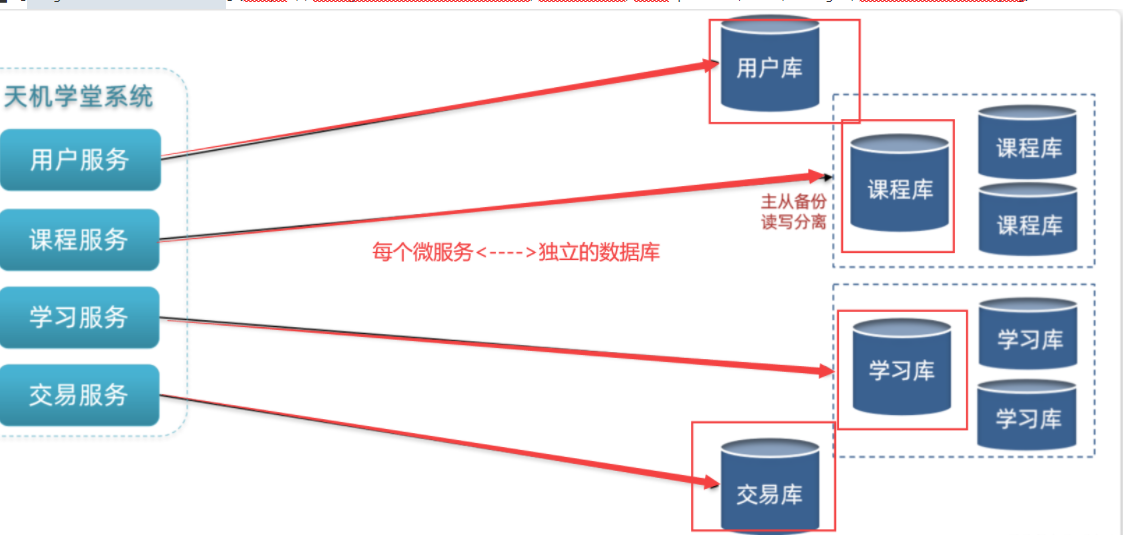 天机学堂系统
用户服务
课程服务
学习服务
交易服务
每个微服务<---->独立的数据库
用户库
主从备份
读写分离
课程库
课程库
课程库
学习库
学习库
学习库
交易库